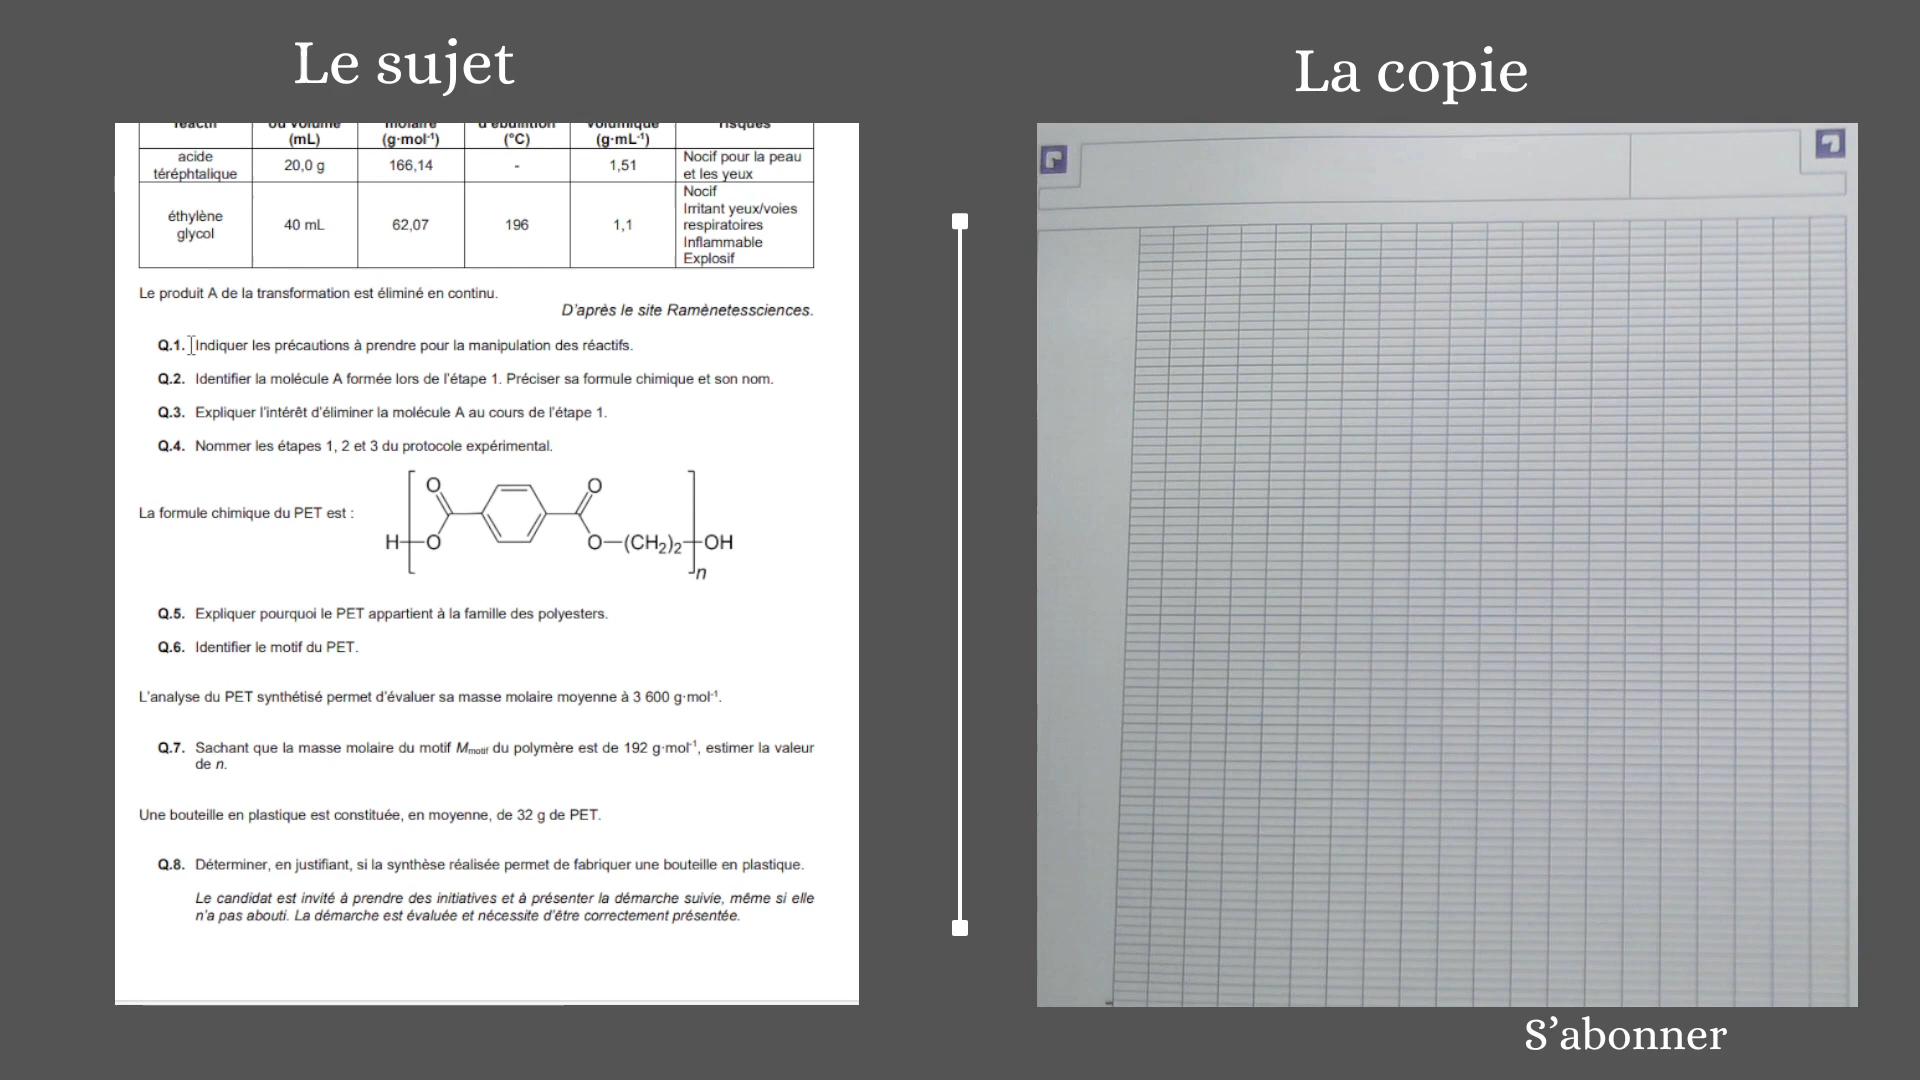 Le sujet
La copie
réactif ou volume molaire d'ébullition volumique risques
(mL) (g·mol⁻¹) (°C) (g·mL⁻¹)
acide téréphtalique 20,0 g 166,14 - 1,51 Nocif pour la peau et les yeux
éthylène glycol 40 mL 62,07 196 1,1 Nocif Irritant yeux/voies respiratoires Inflammable Explosif
Le produit A de la transformation est éliminé en continu.
D'après le site Ramènetessciences.
Q.1. Indiquer les précautions à prendre pour la manipulation des réactifs.
Q.2. Identifier la molécule A formée lors de l'étape 1. Préciser sa formule chimique et son nom.
Q.3. Expliquer l'intérêt d'éliminer la molécule A au cours de l'étape 1.
Q.4. Nommer les étapes 1, 2 et 3 du protocole expérimental.
O O
La formule chimique du PET est :
H O O (CH₂)₂ OH
n
Q.5. Expliquer pourquoi le PET appartient à la famille des polyesters.
Q.6. Identifier le motif du PET.
L'analyse du PET synthétisé permet d'évaluer sa masse molaire moyenne à 3 600 g·mol⁻¹.
Q.7. Sachant que la masse molaire du motif Mmotif du polymère est de 192 g·mol⁻¹, estimer la valeur
de n.
Une bouteille en plastique est constituée, en moyenne, de 32 g de PET.
Q.8. Déterminer, en justifiant, si la synthèse réalisée permet de fabriquer une bouteille en plastique.
Le candidat est invité à prendre des initiatives et à présenter la démarche suivie, même si elle
n'a pas abouti. La démarche est évaluée et nécessite d'être correctement présentée.
S'abonner